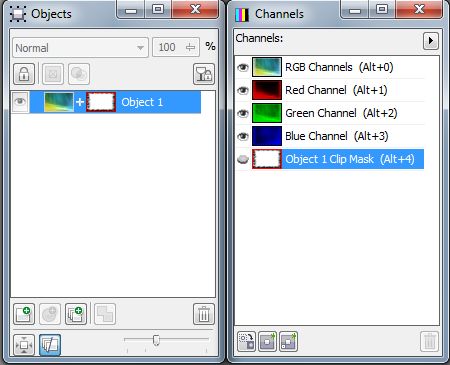 Objects
Normal
100 %
Object 1
Channels
Channels:
RGB Channels (Alt+0)
Red Channel (Alt+1)
Green Channel (Alt+2)
Blue Channel (Alt+3)
Object 1 Clip Mask (Alt+4)